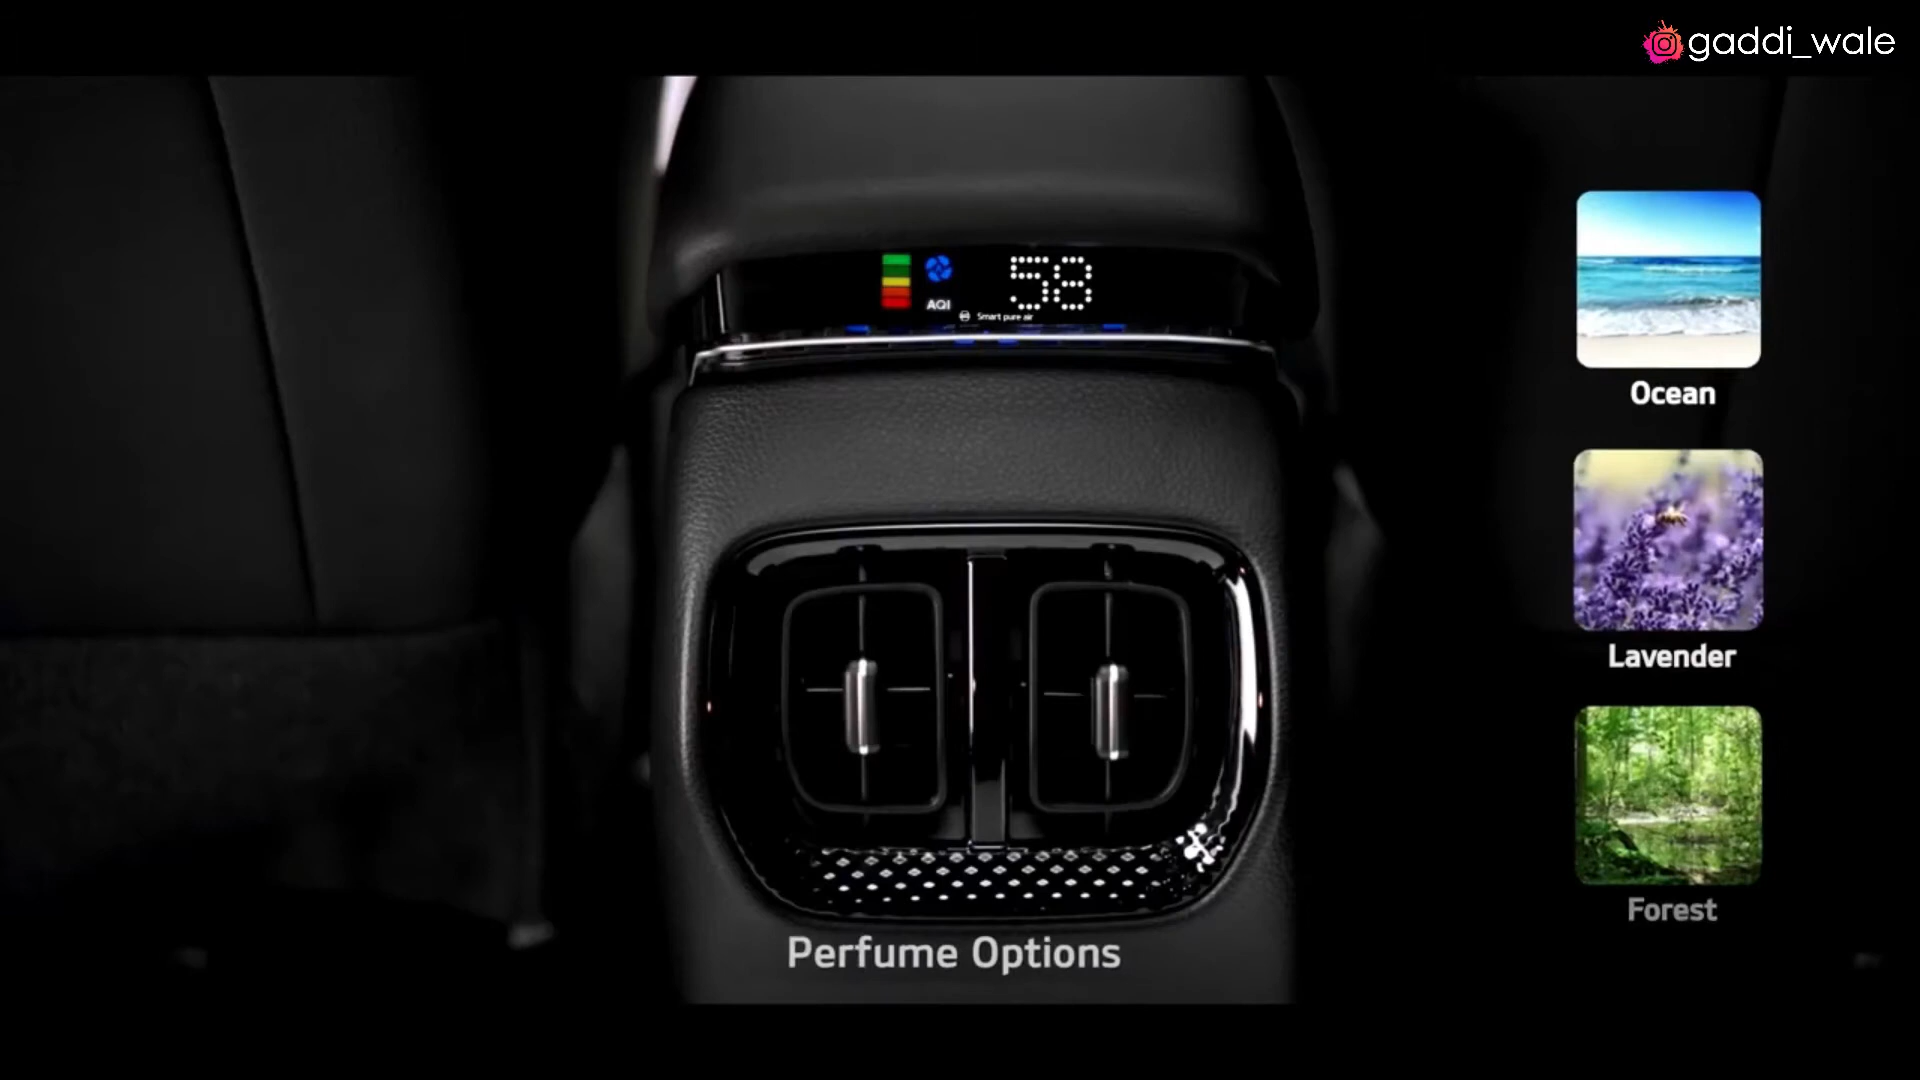 gaddi_wale
58
AQI
Smart pure air
Ocean
Lavender
Forest
Perfume Options